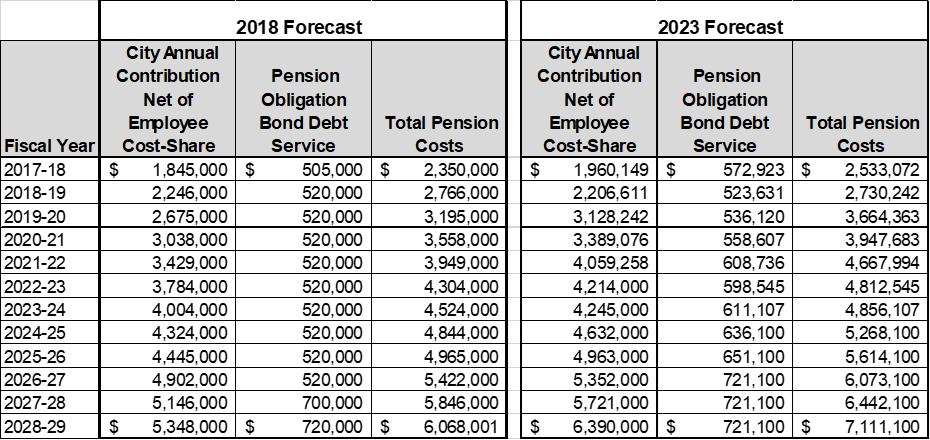 2018 Forecast 2023 Forecast
City Annual City Annual
Contribution Pension Contribution Pension
Net of Obligation Net of Obligation
Employee Bond Debt Total Pension Employee Bond Debt Total Pension
Fiscal Year Cost-Share Service Costs Cost-Share Service Costs
2017-18 $ 1,845,000 $ 505,000 $ 2,350,000 $ 1,960,149 $ 572,923 $ 2,533,072
2018-19 2,246,000 520,000 2,766,000 2,206,611 523,631 2,730,242
2019-20 2,675,000 520,000 3,195,000 3,128,242 536,120 3,664,363
2020-21 3,038,000 520,000 3,558,000 3,389,076 558,607 3,947,683
2021-22 3,429,000 520,000 3,949,000 4,059,258 608,736 4,667,994
2022-23 3,784,000 520,000 4,304,000 4,214,000 598,545 4,812,545
2023-24 4,004,000 520,000 4,524,000 4,245,000 611,107 4,856,107
2024-25 4,324,000 520,000 4,844,000 4,632,000 636,100 5,268,100
2025-26 4,445,000 520,000 4,965,000 4,963,000 651,100 5,614,100
2026-27 4,902,000 520,000 5,422,000 5,352,000 721,100 6,073,100
2027-28 5,146,000 700,000 5,846,000 5,721,000 721,100 6,442,100
2028-29 $ 5,348,000 $ 720,000 $ 6,068,001 $ 6,390,000 $ 721,100 $ 7,111,100